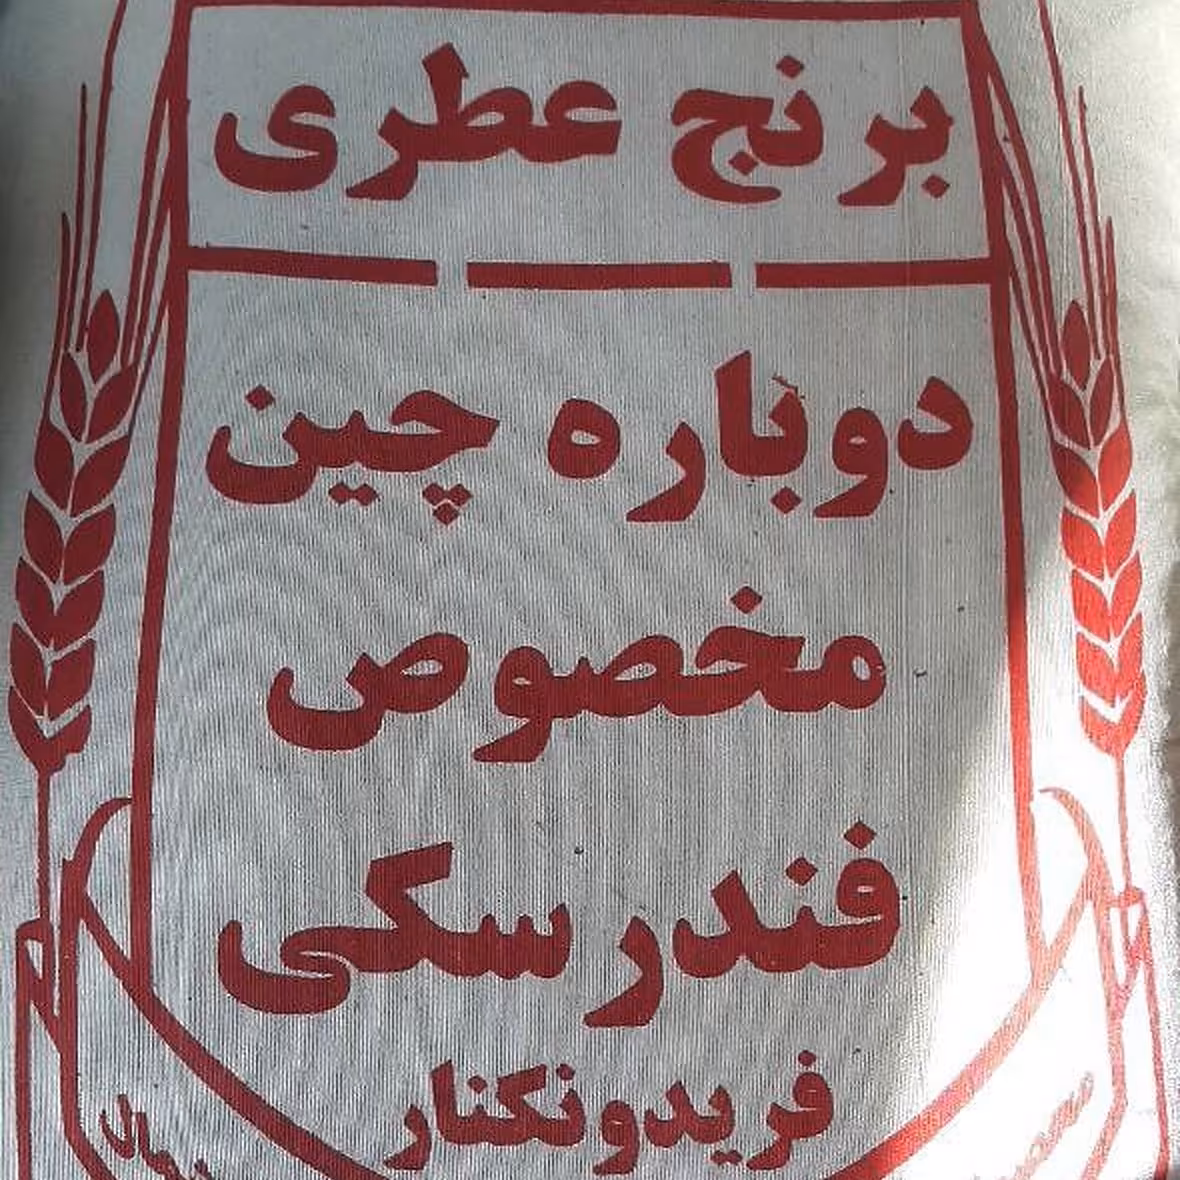 برنج عطری
دوباره چین
مخصوص
فندرسکی
فریدونکنار